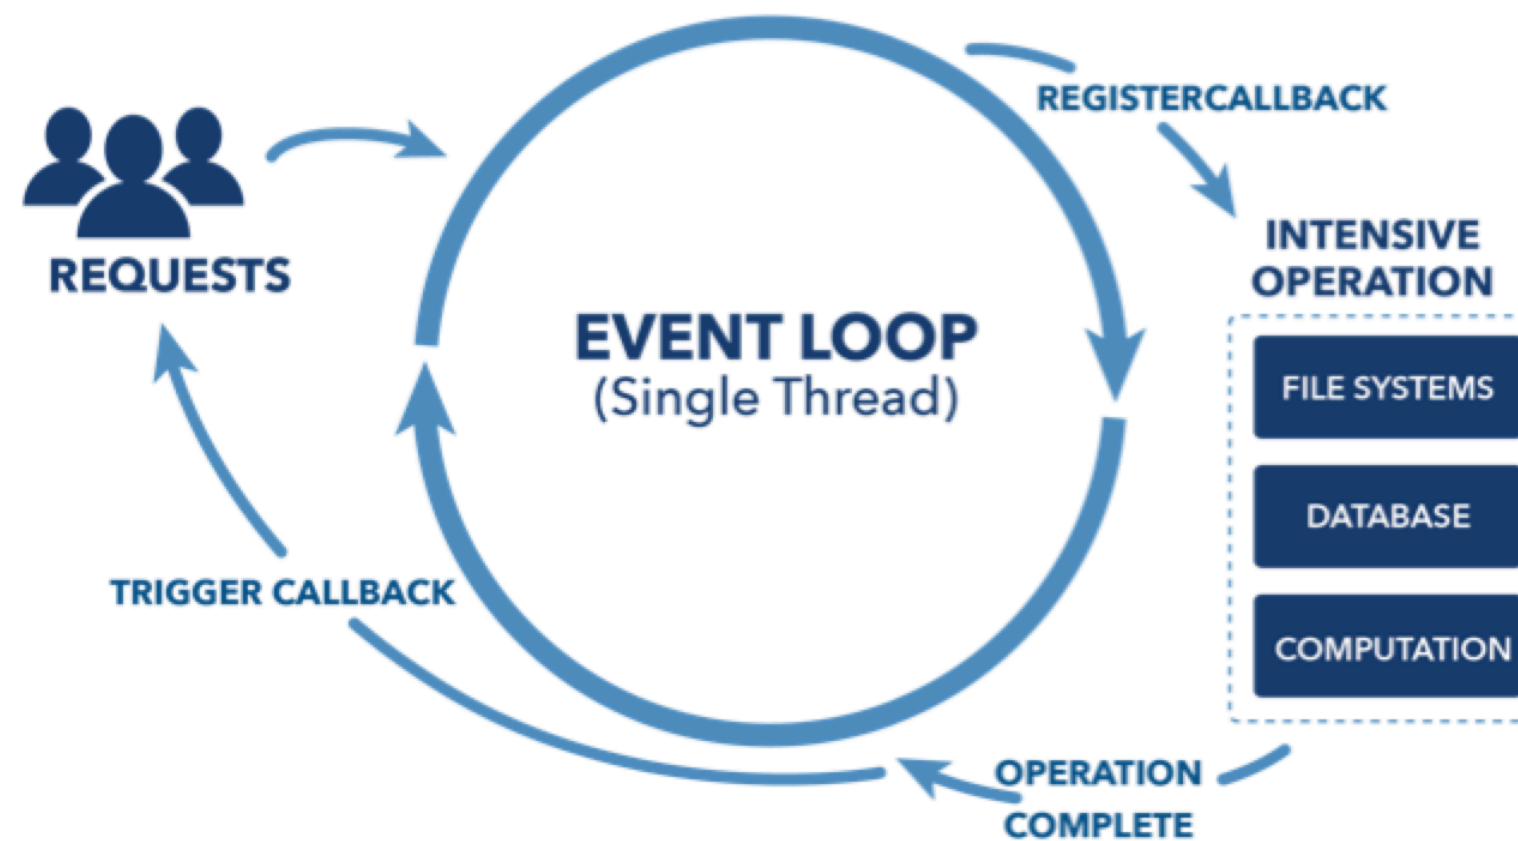 REGISTERCALLBACK
REQUESTS
INTENSIVE
OPERATION
EVENT LOOP
(Single Thread)
FILE SYSTEMS
DATABASE
COMPUTATION
TRIGGER CALLBACK
OPERATION
COMPLETE